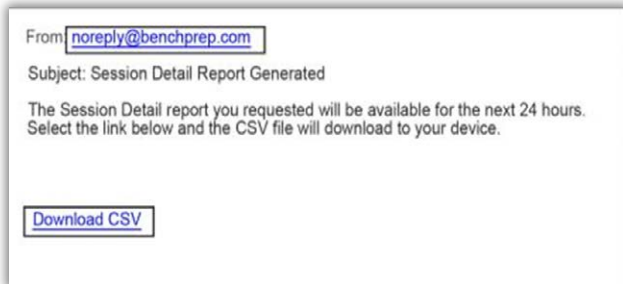 From: noreply@benchprep.com
Subject: Session Detail Report Generated
The Session Detail report you requested will be available for the next 24 hours.
Select the link below and the CSV file will download to your device.
Download CSV